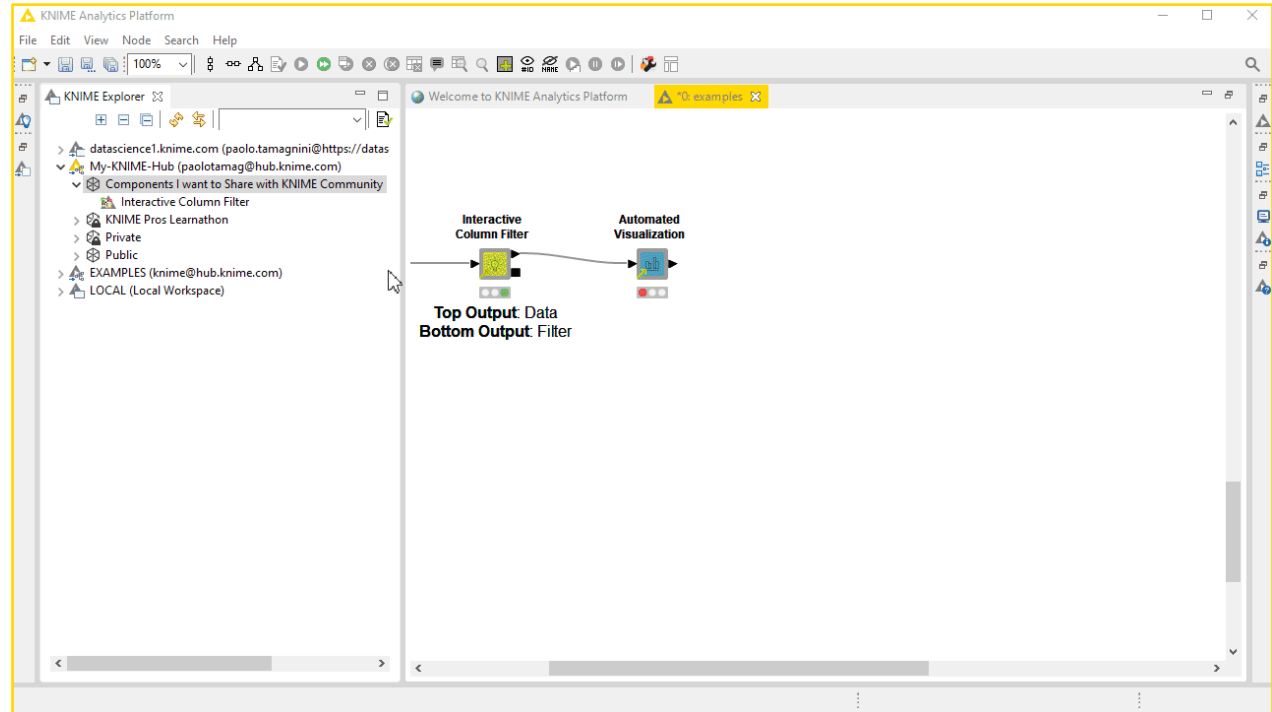 KNIME Analytics Platform
File Edit View Node Search Help
100%
#ID
NAME
KNIME Explorer
Welcome to KNIME Analytics Platform
*0: examples
datascience1.knime.com (paolo.tamagnini@https://datas
My-KNIME-Hub (paolotamag@hub.knime.com)
Components I want to Share with KNIME Community
Interactive Column Filter
KNIME Pros Learnathon
Private
Public
EXAMPLES (knime@hub.knime.com)
LOCAL (Local Workspace)
Interactive
Column Filter
Automated
Visualization
Top Output: Data
Bottom Output: Filter